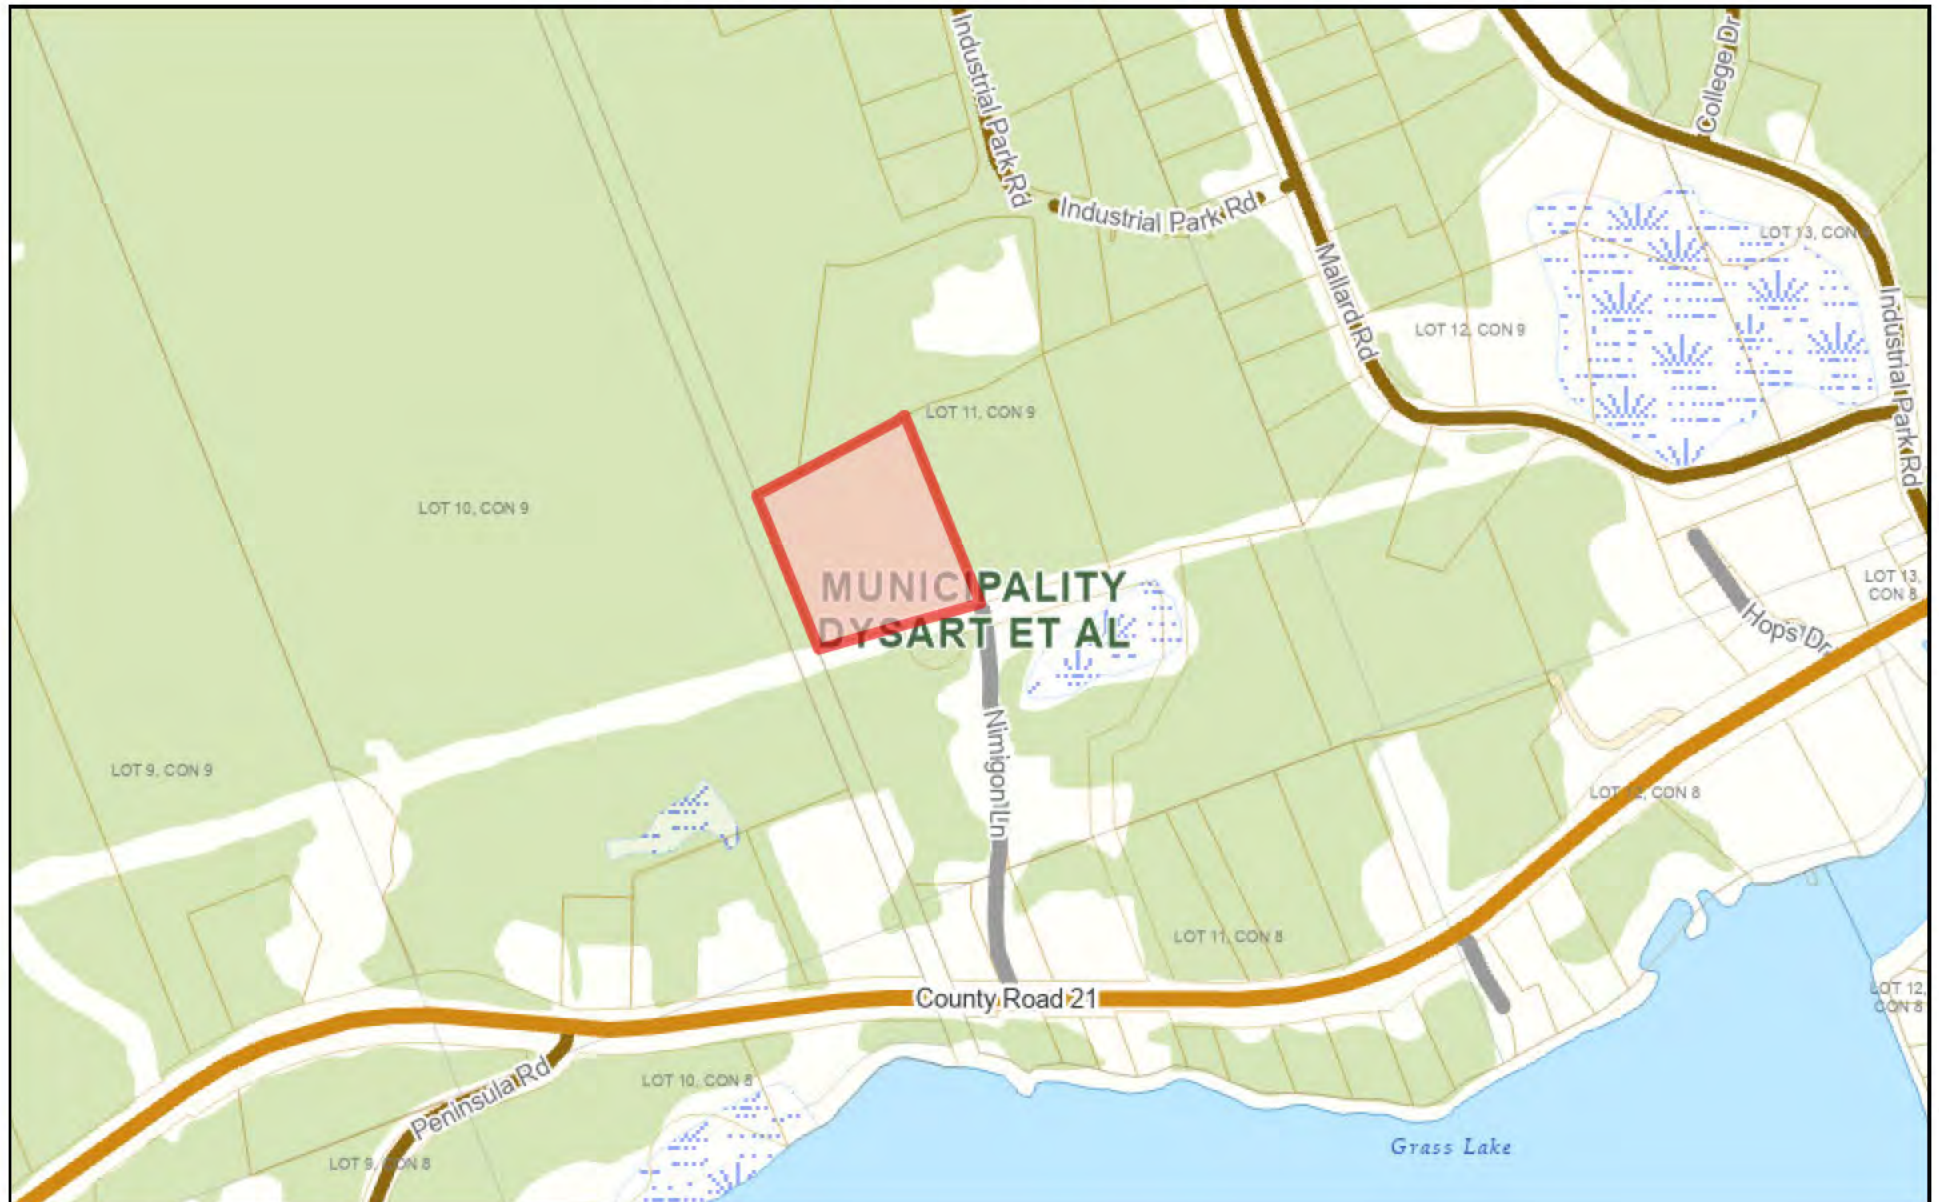 Industrial Park Rd
College Dr
Industrial Park Rd
LOT 13, CON
Mallard Rd
LOT 12, CON 9
Industrial Park Rd
LOT 11, CON 9
LOT 10, CON 9
MUNICIPALITY
DYSART ET AL
LOT 13,
CON 8
Hops Dr
Nimigon Ln
LOT 9, CON 9
LOT 12, CON 8
LOT 11, CON 8
County Road 21
LOT 12,
CON 8
Peninsula Rd
LOT 10, CON 8
Grass Lake
LOT 9, CON 8